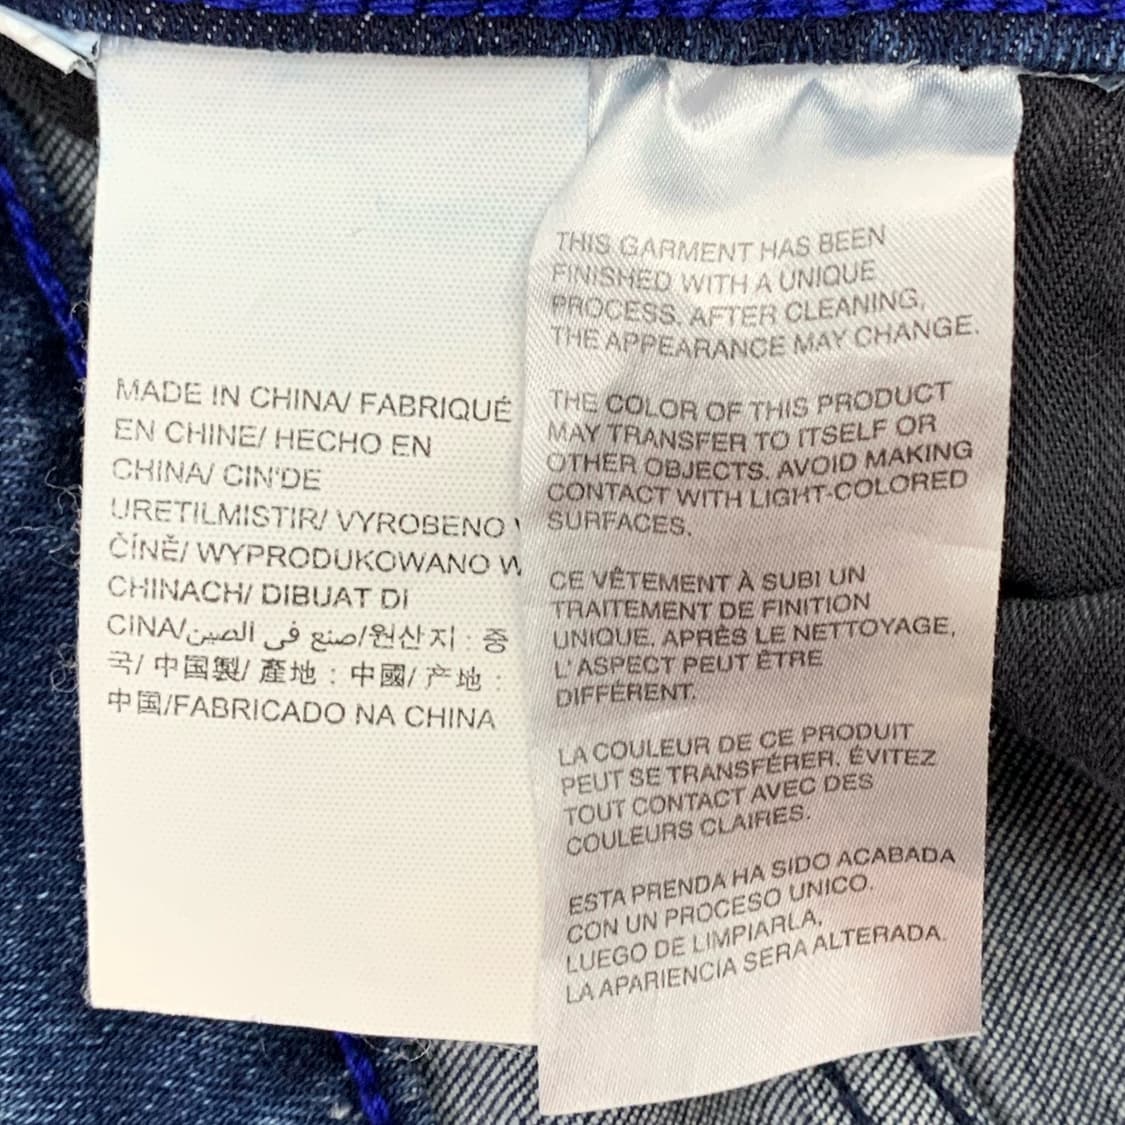 MADE IN CHINA/ FABRIQUÉ
EN CHINE/ HECHO EN
CHINA/ CIN'DE
URETILMISTIR/ VYROBENO V
ČÍNĚ/ WYPRODUKOWANO W
CHINACH/ DIBUAT DI
CINA/صنع في الصين/원산지 : 중
국/ 中国製/ 產地 : 中國/ 产地 :
中国/FABRICADO NA CHINA
THIS GARMENT HAS BEEN
FINISHED WITH A UNIQUE
PROCESS. AFTER CLEANING,
THE APPEARANCE MAY CHANGE.
THE COLOR OF THIS PRODUCT
MAY TRANSFER TO ITSELF OR
OTHER OBJECTS. AVOID MAKING
CONTACT WITH LIGHT-COLORED
SURFACES.
CE VÊTEMENT À SUBI UN
TRAITEMENT DE FINITION
UNIQUE. APRÈS LE NETTOYAGE,
L'ASPECT PEUT ÊTRE
DIFFÉRENT.
LA COULEUR DE CE PRODUIT
PEUT SE TRANSFÉRER. ÉVITEZ
TOUT CONTACT AVEC DES
COULEURS CLAIRES.
ESTA PRENDA HA SIDO ACABADA
CON UN PROCESO UNICO.
LUEGO DE LIMPIARLA,
LA APARIENCIA SERA ALTERADA.